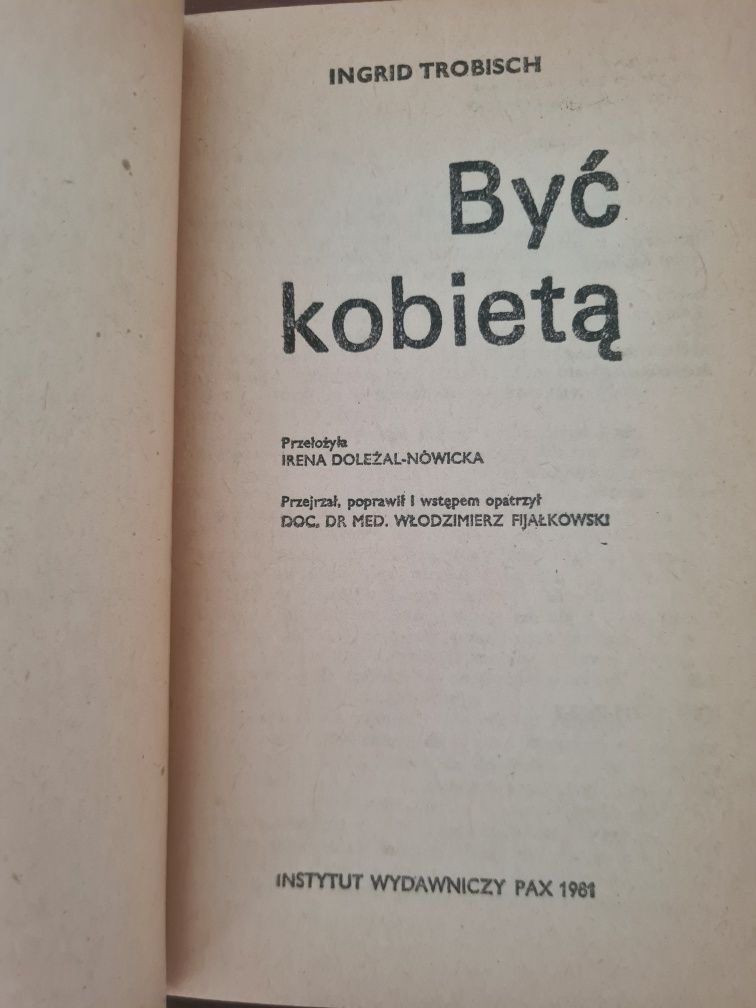 INGRID TROBISCH
Być
kobietą
Przełożyła
IRENA DOLEŻAL-NOWICKA
Przejrzał, poprawił i wstępem opatrzył
DOC. DR MED. WŁODZIMIERZ FIJAŁKOWSKI
INSTYTUT WYDAWNICZY PAX 1981